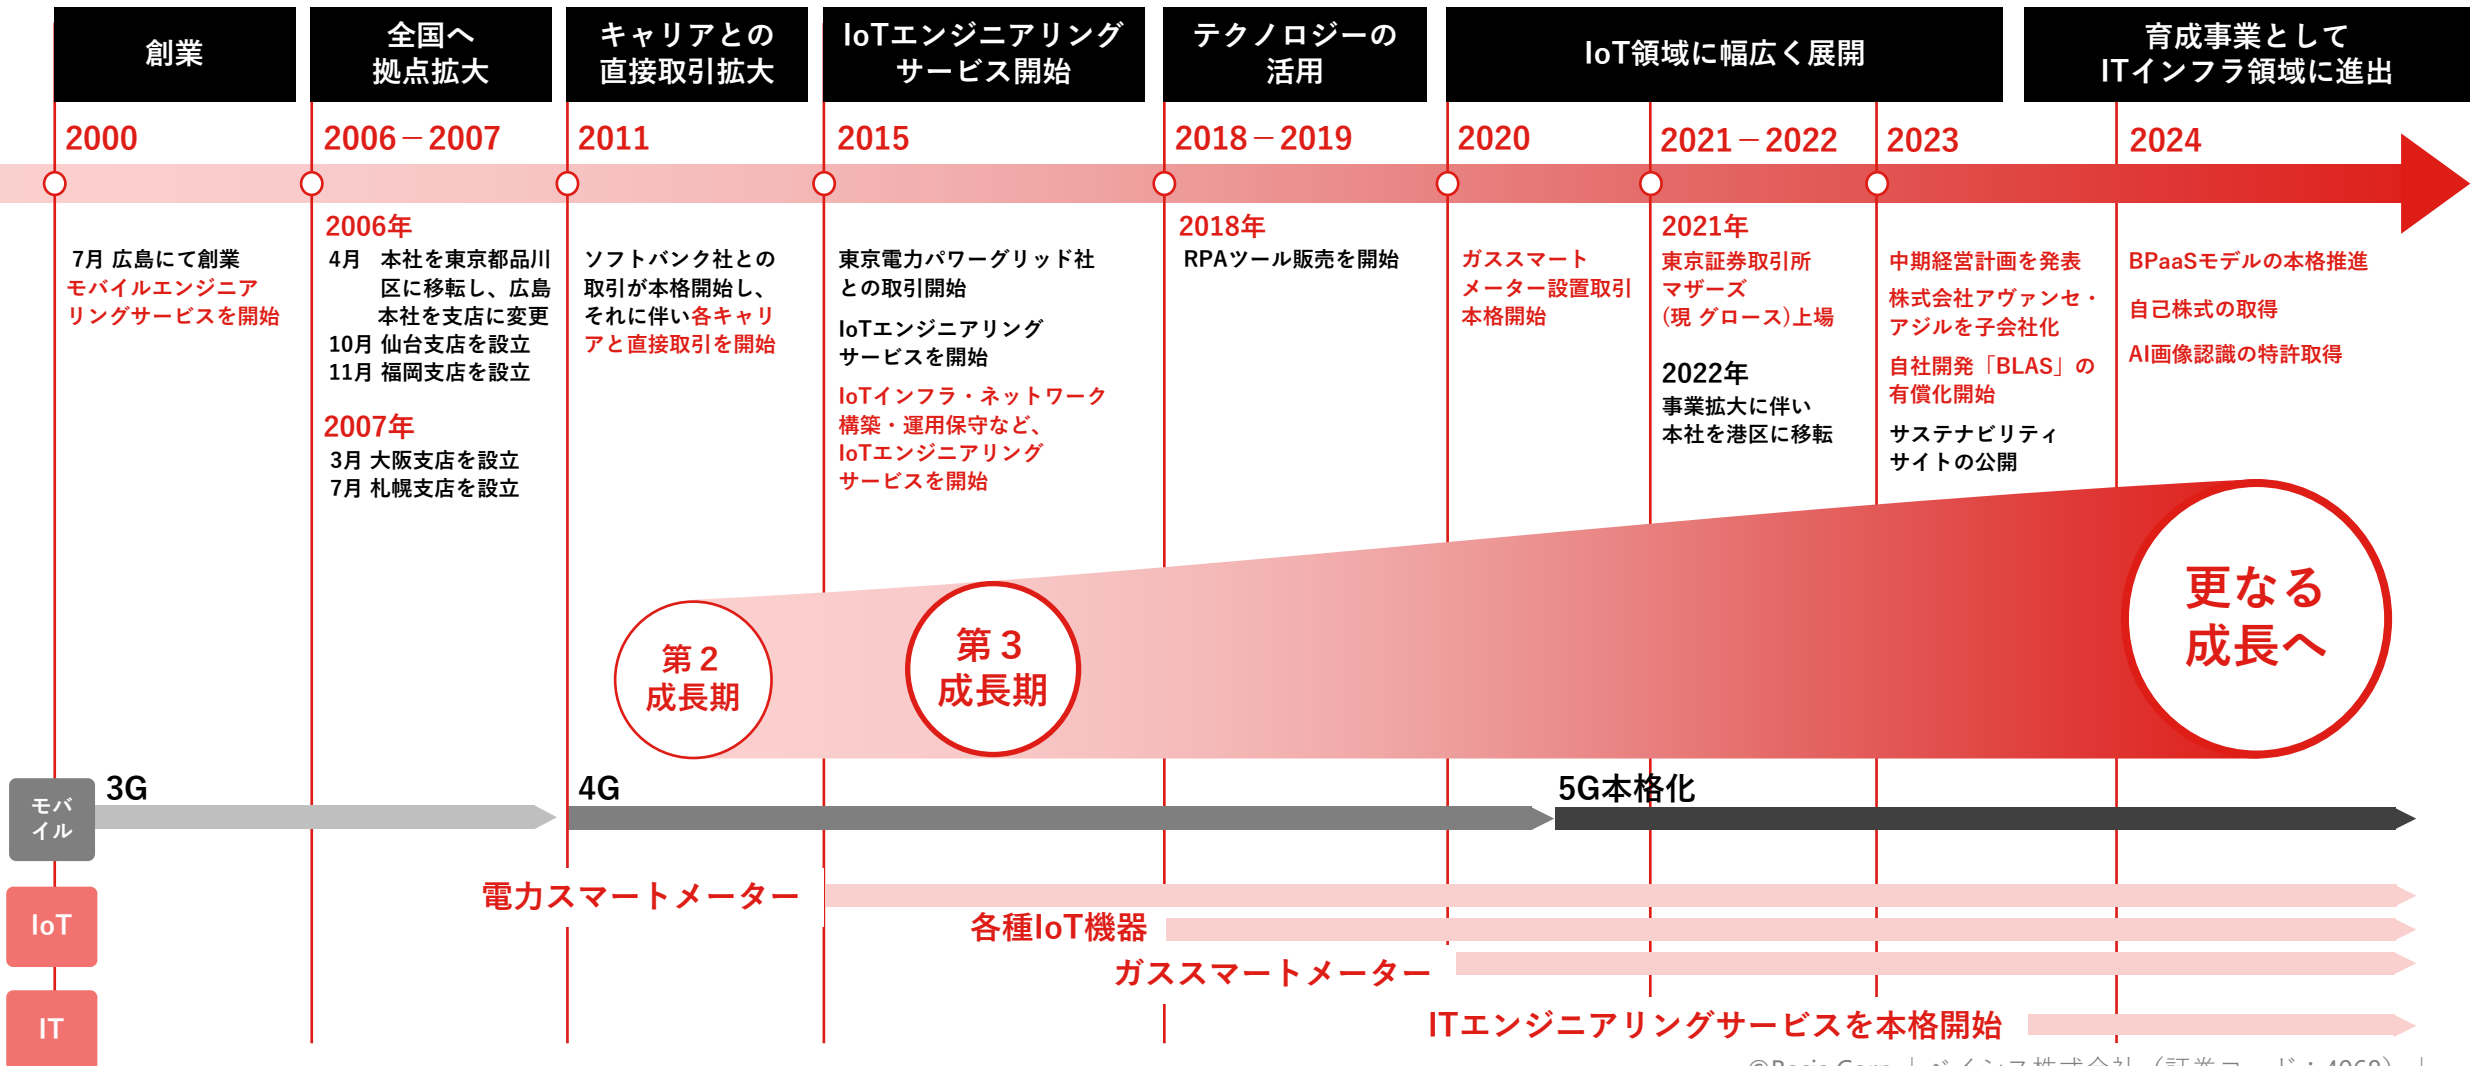 創業
全国へ
拠点拡大
キャリアとの
直接取引拡大
IoTエンジニアリング
サービス開始
テクノロジーの
活用
IoT領域に幅広く展開
育成事業として
ITインフラ領域に進出
2000
2006－2007
2011
2015
2018－2019
2020
2021－2022
2023
2024
7月 広島にて創業
モバイルエンジニア
リングサービスを開始
2006年
4月 本社を東京都品川
区に移転し、広島
本社を支店に変更
10月 仙台支店を設立
11月 福岡支店を設立
2007年
3月 大阪支店を設立
7月 札幌支店を設立
ソフトバンク社との
取引が本格開始し、
それに伴い各キャリ
アと直接取引を開始
東京電力パワーグリッド社
との取引開始
IoTエンジニアリング
サービスを開始
IoTインフラ・ネットワーク
構築・運用保守など、
IoTエンジニアリング
サービスを開始
2018年
RPAツール販売を開始
ガススマート
メーター設置取引
本格開始
2021年
東京証券取引所
マザーズ
(現 グロース)上場
2022年
事業拡大に伴い
本社を港区に移転
中期経営計画を発表
株式会社アヴァンセ・
アジルを子会社化
自社開発「BLAS」の
有償化開始
サステナビリティ
サイトの公開
BPaaSモデルの本格推進
自己株式の取得
AI画像認識の特許取得
第２
成長期
第３
成長期
更なる
成長へ
モバ
イル
3G
4G
5G本格化
IoT
電力スマートメーター
各種IoT機器
ガススマートメーター
IT
ITエンジニアリングサービスを本格開始
©Basis Corp.｜ベイシス株式会社（証券コード：4068）｜